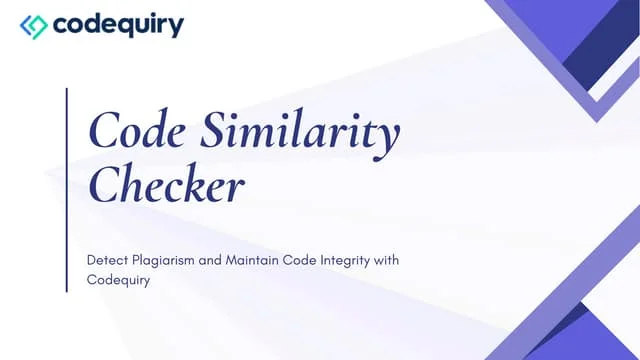 codequiry
Code Similarity
Checker
Detect Plagiarism and Maintain Code Integrity with
Codequiry